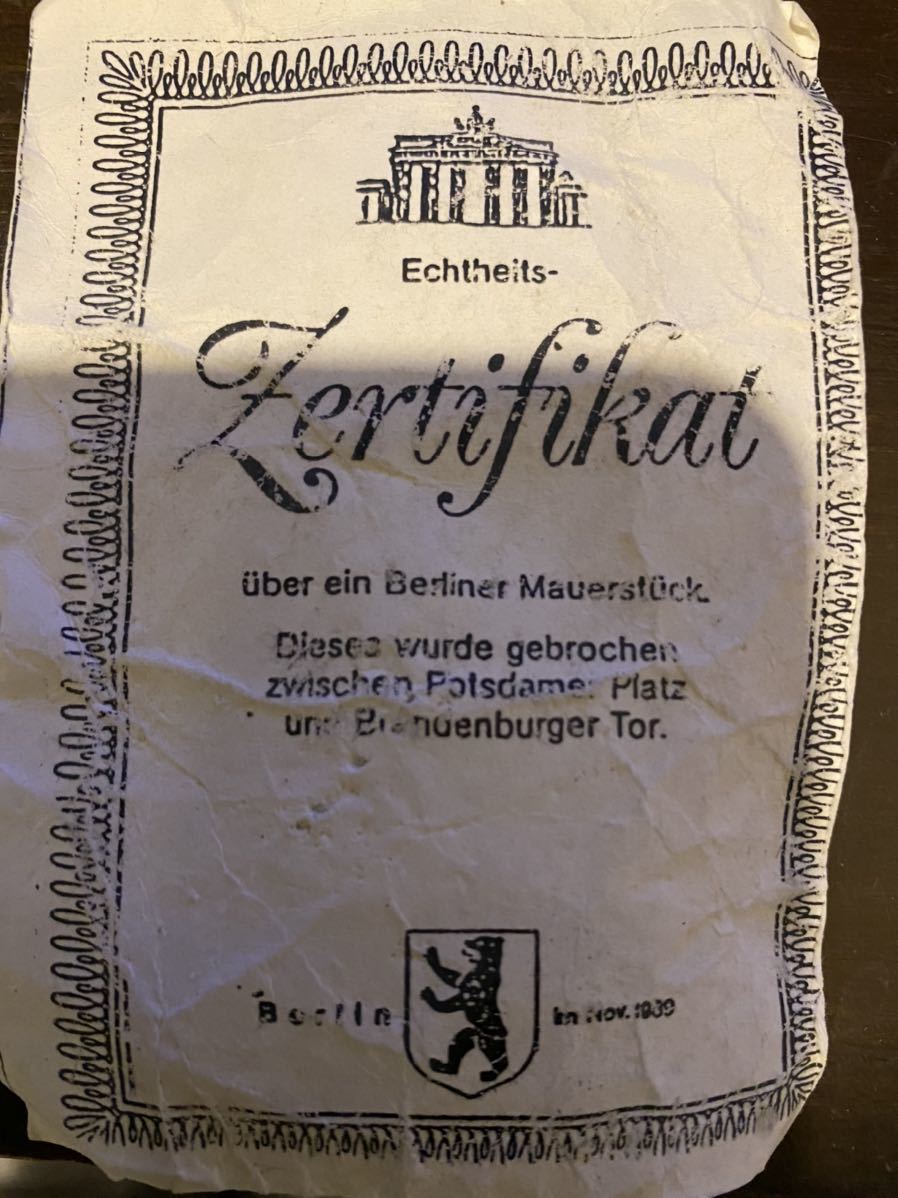 Echtheits-
Zertifikat
über ein Berliner Mauerstück.
Dieses wurde gebrochen
zwischen Potsdamer Platz
und Brandenburger Tor.
Berlin
im Nov. 1989